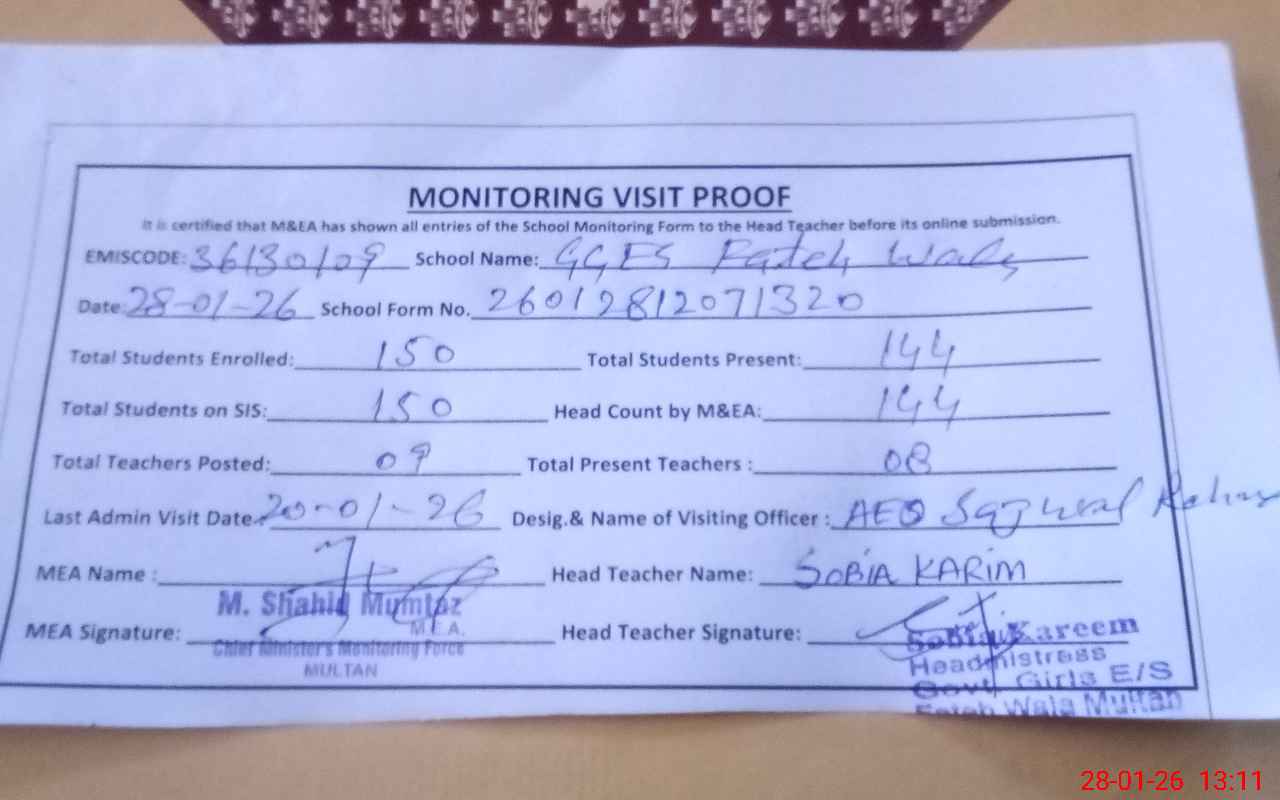 MONITORING VISIT PROOF
It is certified that M&EA has shown all entries of the School Monitoring Form to the Head Teacher before its online submission.
EMISCODE: 36130109 School Name: GGES Fateh Wala
Date: 28-01-26 School Form No. 26012812071320
Total Students Enrolled: 150 Total Students Present: 144
Total Students on SIS: 150 Head Count by M&EA: 144
Total Teachers Posted: 09 Total Present Teachers : 08
Last Admin Visit Date: 20-01-26 Desig.& Name of Visiting Officer : AEO
MEA Name : Head Teacher Name: SOBIA KARIM
M. Shahid Mumtaz
M.E.A.
MEA Signature: Head Teacher Signature:
Chief Minister's Monitoring Force
MULTAN
Sobia Kareem
Headmistress
Govt. Girls E/S
Fateh Wala Multan
28-01-26 13:11